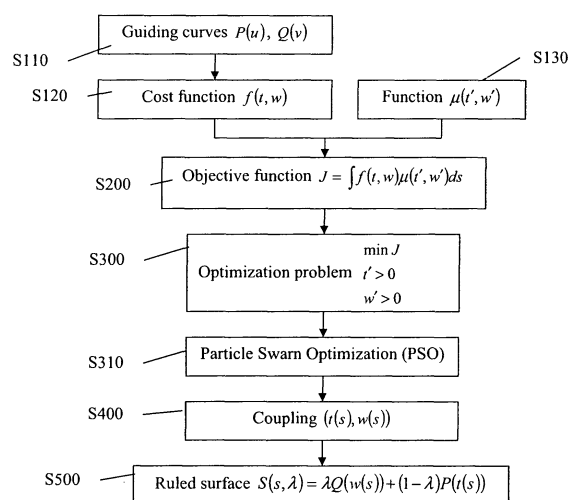 Guiding curves P(u), Q(v)
S110
S130
S120
Cost function f(t, w)
Function μ(t′, w′)
S200
Objective function J = ∫f(t, w)μ(t′, w′)ds
S300
Optimization problem
min J
t′ > 0
w′ > 0
S310
Particle Swarn Optimization (PSO)
S400
Coupling (t(s), w(s))
S500
Ruled surface S(s, λ) = λQ(w(s)) + (1 − λ)P(t(s))